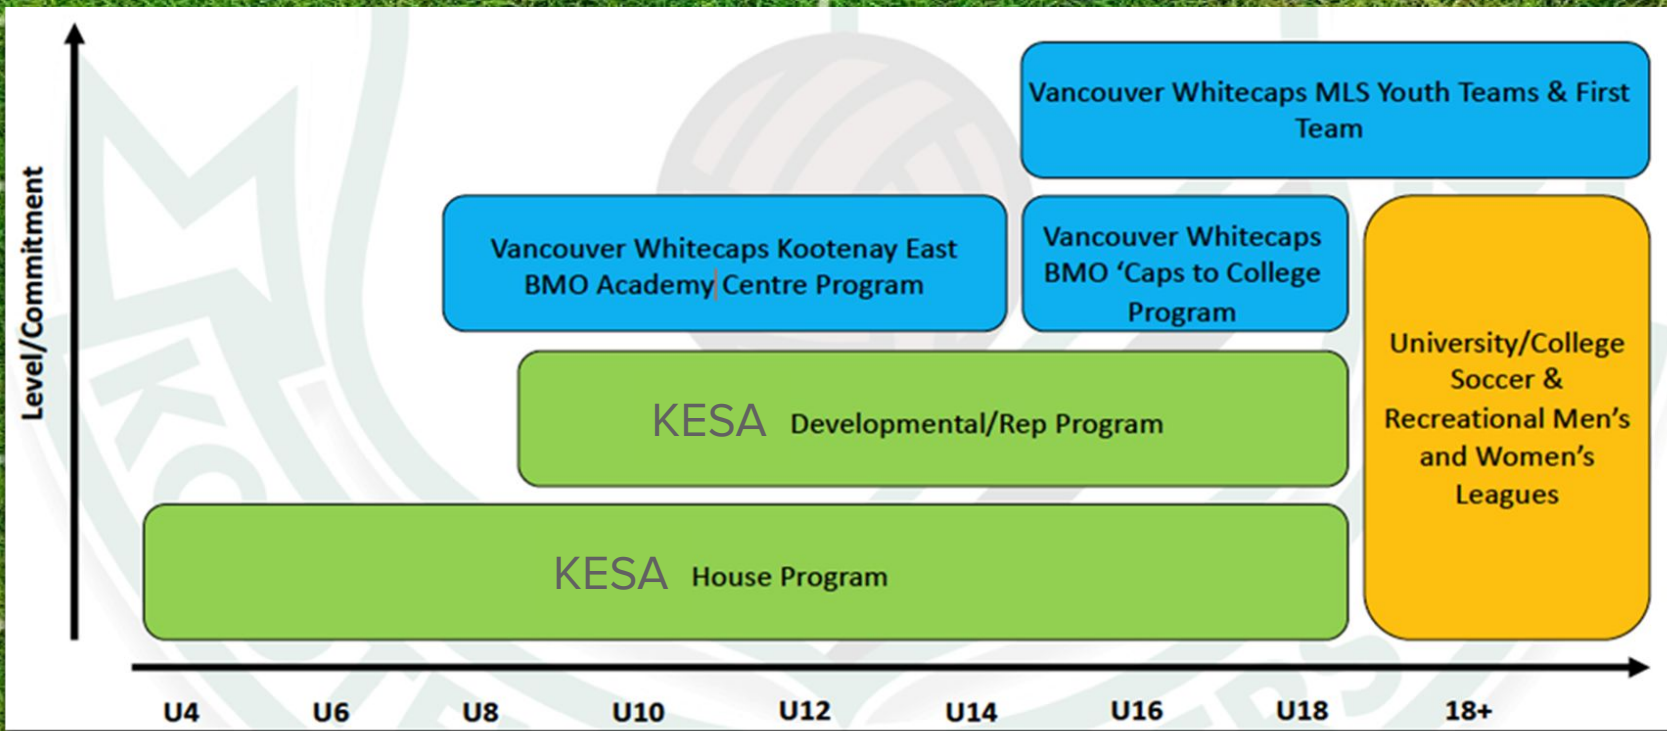 Level/Commitment
Vancouver Whitecaps MLS Youth Teams & First
Team
Vancouver Whitecaps Kootenay East
BMO Academy Centre Program
Vancouver Whitecaps
BMO ‘Caps to College
Program
University/College
Soccer &
Recreational Men’s
and Women’s
Leagues
KESA Developmental/Rep Program
KESA House Program
U4 U6 U8 U10 U12 U14 U16 U18 18+